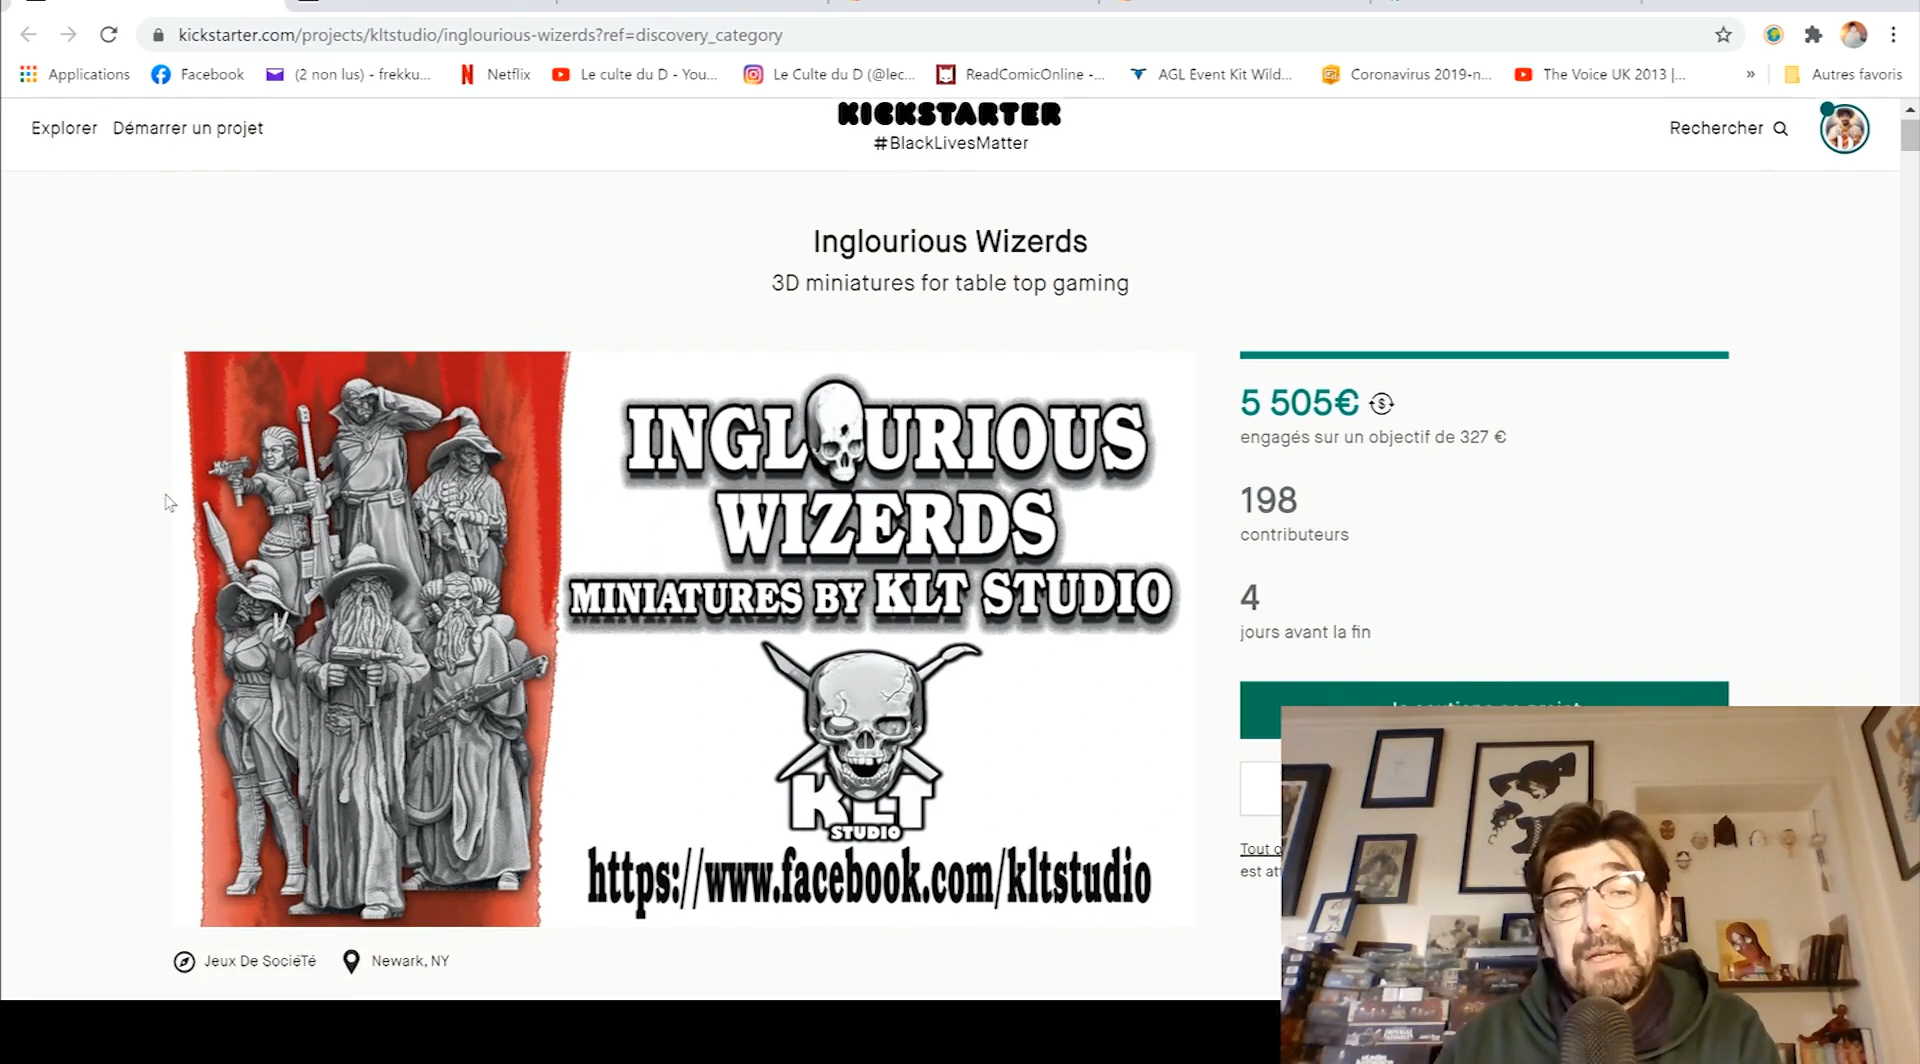 kickstarter.com/projects/kltstudio/inglourious-wizerds?ref=discovery_category
Applications
Facebook
(2 non lus) - frekku...
Netflix
Le culte du D - You...
Le Culte du D (@lec...
ReadComicOnline -...
AGL Event Kit Wild...
Coronavirus 2019-n...
The Voice UK 2013 |...
»
Autres favoris
Explorer
Démarrer un projet
KICKSTARTER
#BlackLivesMatter
Rechercher
Inglourious Wizerds
3D miniatures for table top gaming
INGLOURIOUS
WIZERDS
MINIATURES BY KLT STUDIO
KLT
STUDIO
https://www.facebook.com/kltstudio
5 505€
engagés sur un objectif de 327 €
198
contributeurs
4
jours avant la fin
Tout o
est att
Jeux De SociéTé
Newark, NY